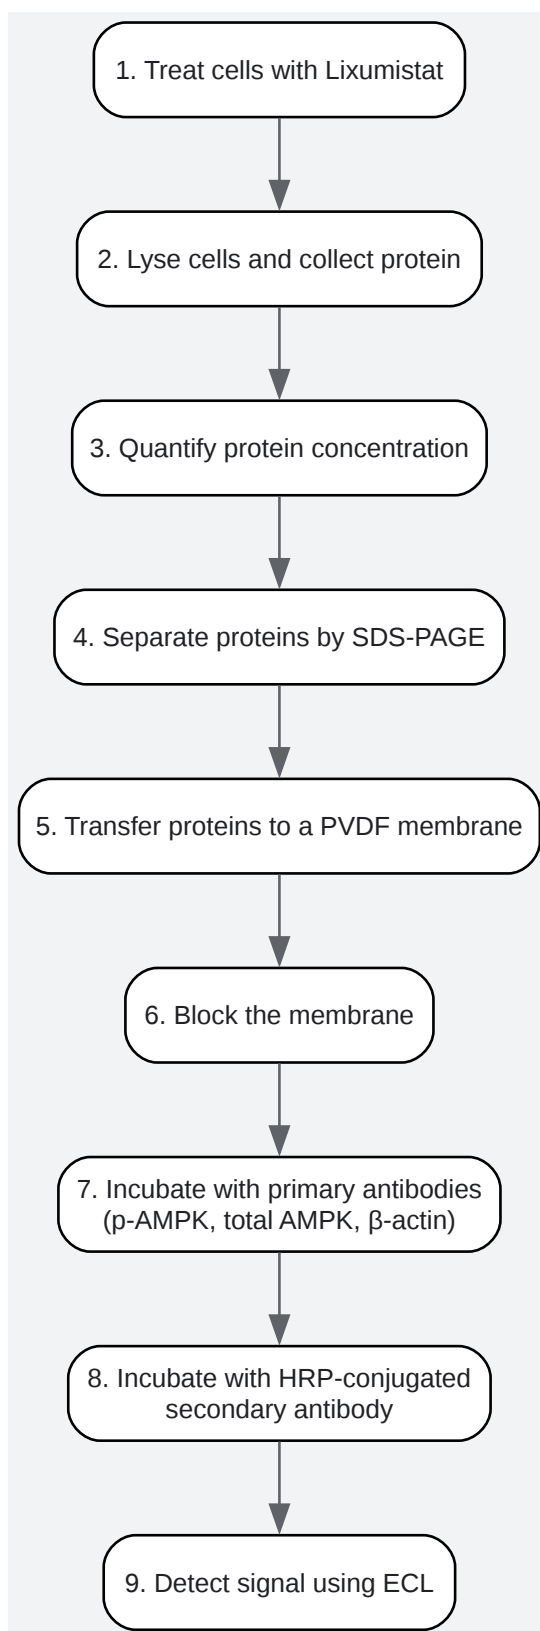 1. Treat cells with Lixumistat
2. Lyse cells and collect protein
3. Quantify protein concentration
4. Separate proteins by SDS-PAGE
5. Transfer proteins to a PVDF membrane
6. Block the membrane
7. Incubate with primary antibodies
(p-AMPK, total AMPK, β-actin)
8. Incubate with HRP-conjugated
secondary antibody
9. Detect signal using ECL